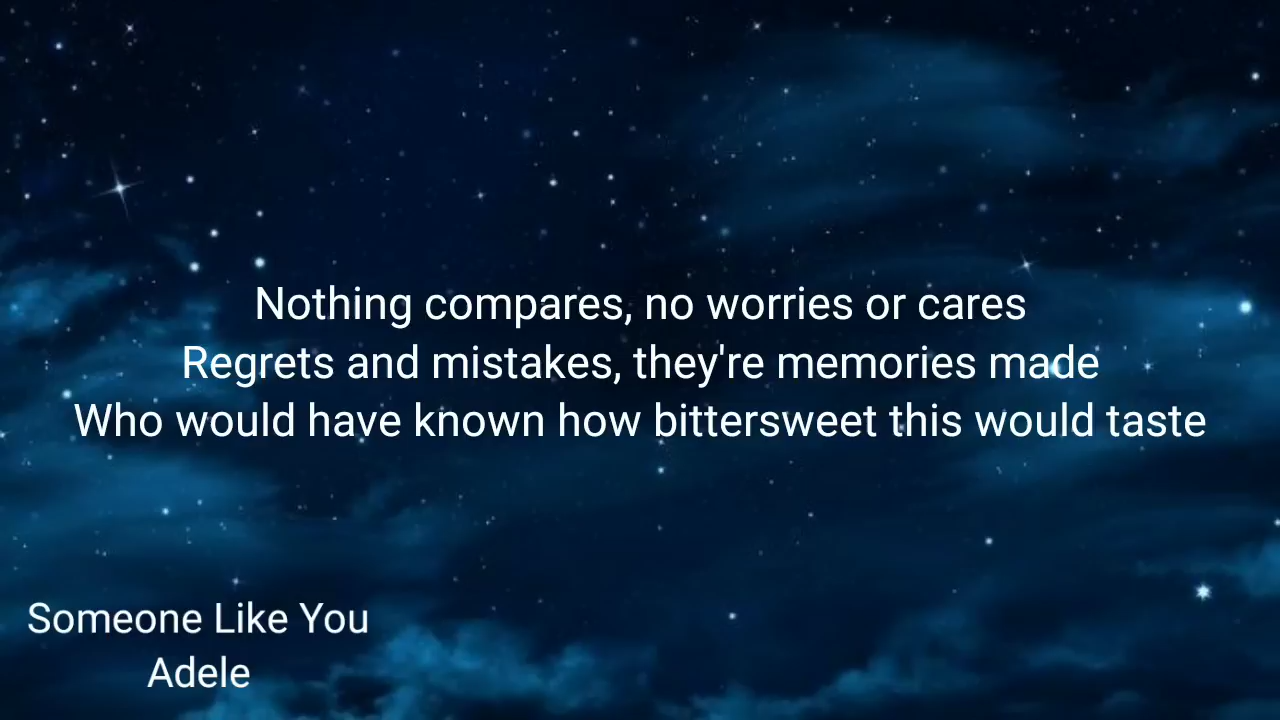 Nothing compares, no worries or cares
Regrets and mistakes, they're memories made
Who would have known how bittersweet this would taste
Someone Like You
Adele